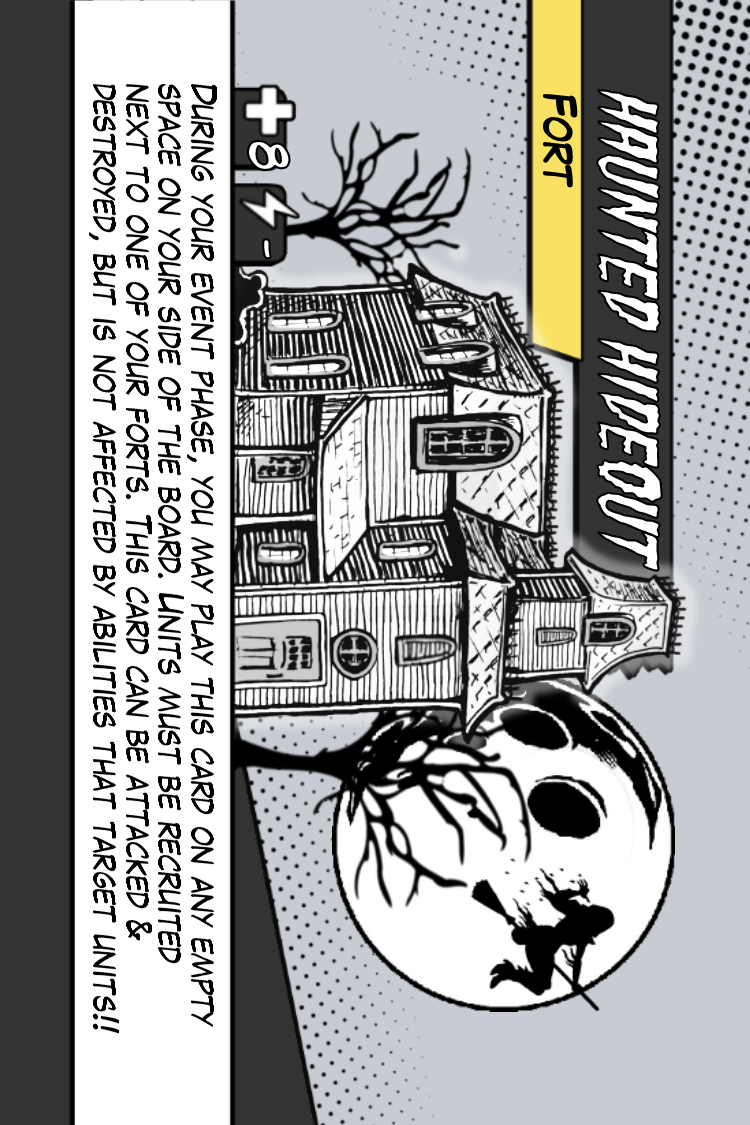 HAUNTED HIDEOUT
FORT
8
-
DURING YOUR EVENT PHASE, YOU MAY PLAY THIS CARD ON ANY EMPTY
SPACE ON YOUR SIDE OF THE BOARD. UNITS MUST BE RECRUITED
NEXT TO ONE OF YOUR FORTS. THIS CARD CAN BE ATTACKED &
DESTROYED, BUT IS NOT AFFECTED BY ABILITIES THAT TARGET UNITS!!